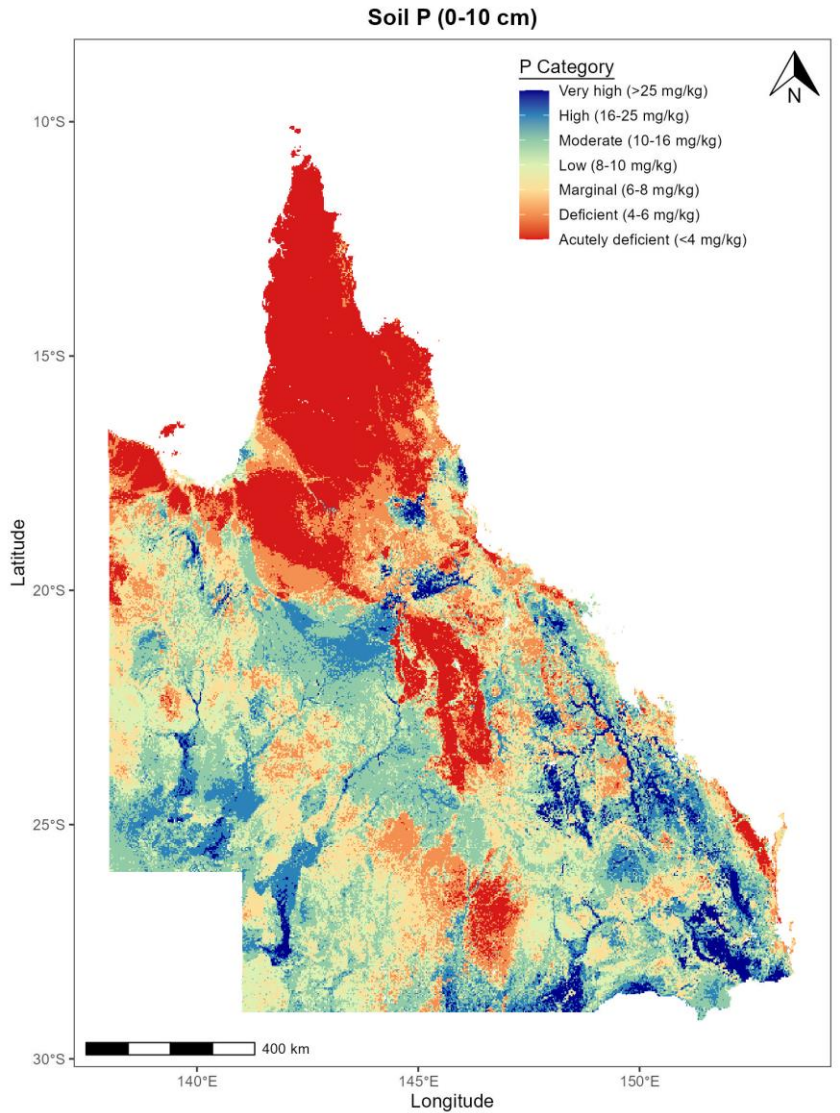 Soil P (0-10 cm)
P Category
Very high (>25 mg/kg)
High (16-25 mg/kg)
Moderate (10-16 mg/kg)
Low (8-10 mg/kg)
Marginal (6-8 mg/kg)
Deficient (4-6 mg/kg)
Acutely deficient (<4 mg/kg)
N
10°S
15°S
20°S
25°S
30°S
Latitude
400 km
140°E
145°E
150°E
Longitude